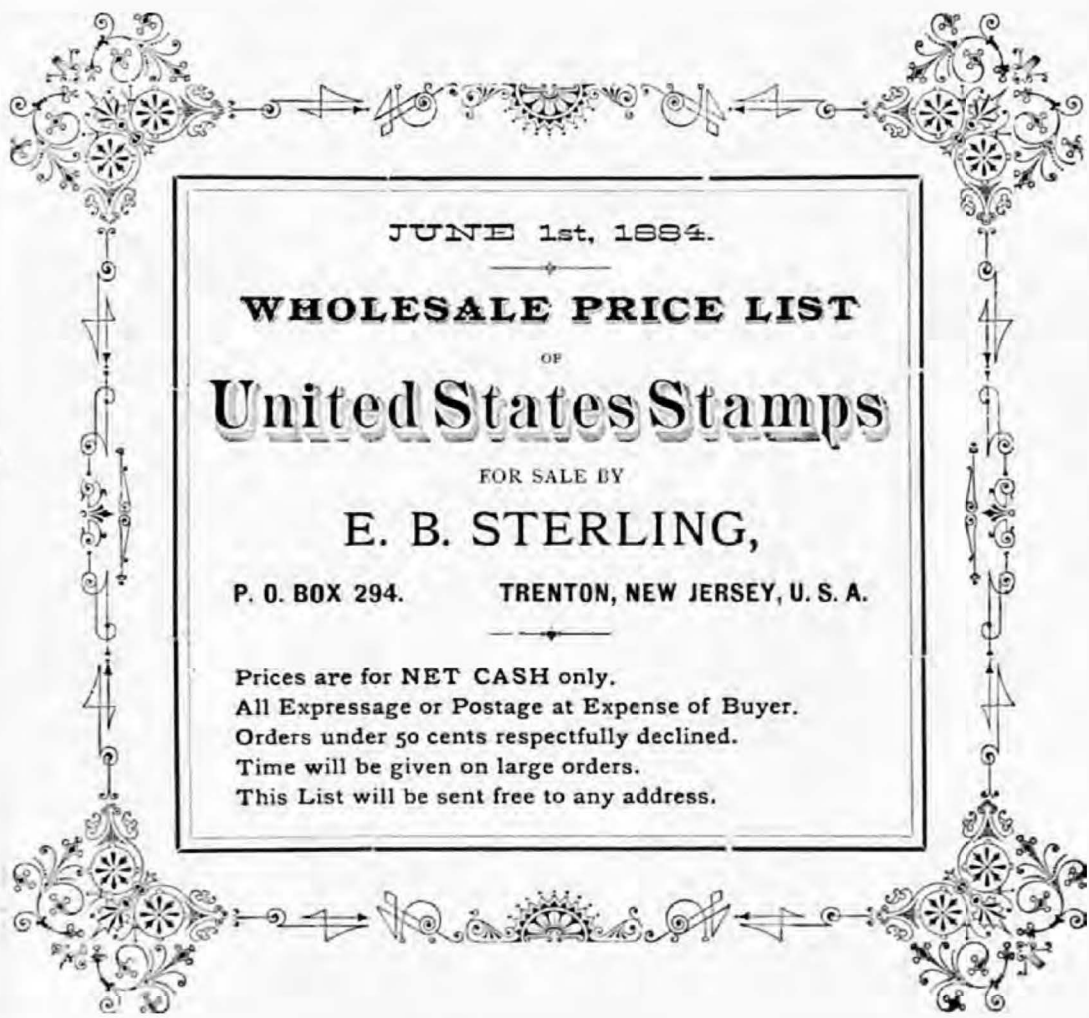 JUNE 1st, 1884.
WHOLESALE PRICE LIST
OF
United States Stamps
FOR SALE BY
E. B. STERLING,
P. O. BOX 294. TRENTON, NEW JERSEY, U. S. A.
Prices are for NET CASH only.
All Expressage or Postage at Expense of Buyer.
Orders under 50 cents respectfully declined.
Time will be given on large orders.
This List will be sent free to any address.